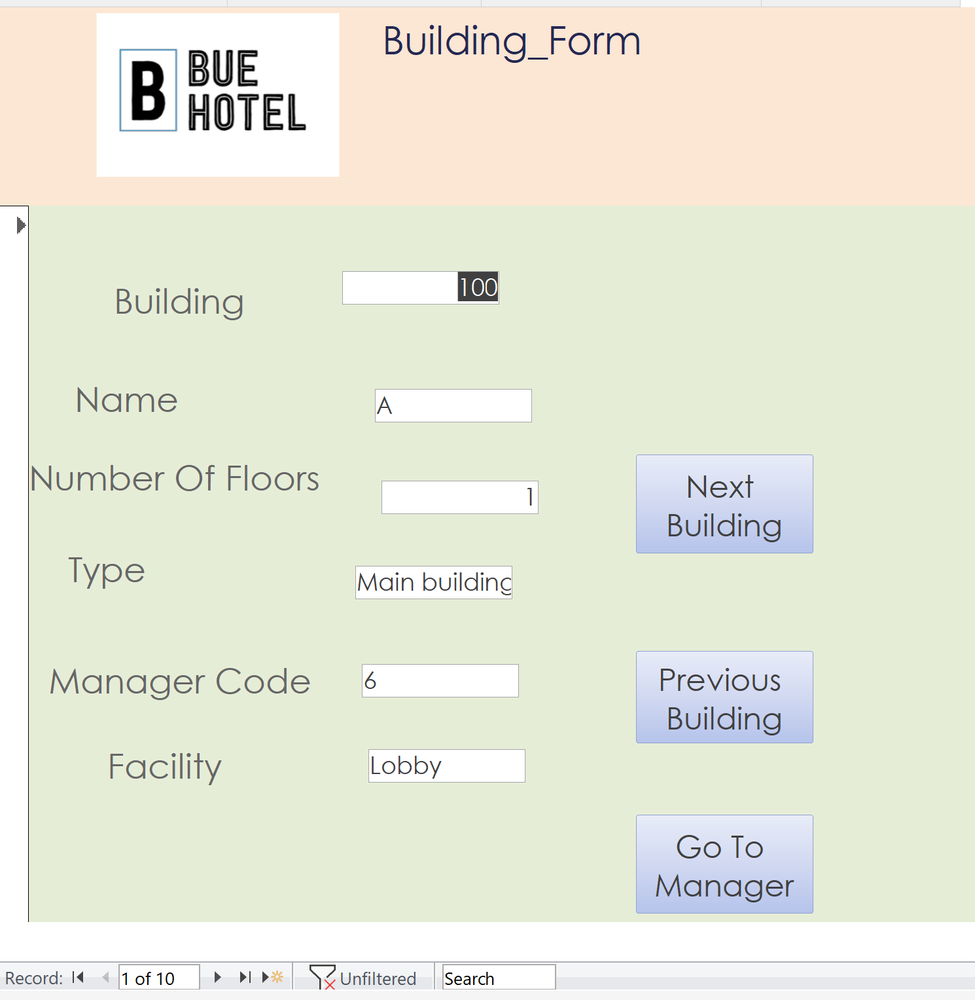 B BUE
HOTEL
Building_Form
Building 100
Name A
Number Of Floors 1
Next
Building
Type Main building
Manager Code 6
Previous
Building
Facility Lobby
Go To
Manager
Record: 1 of 10 Unfiltered Search